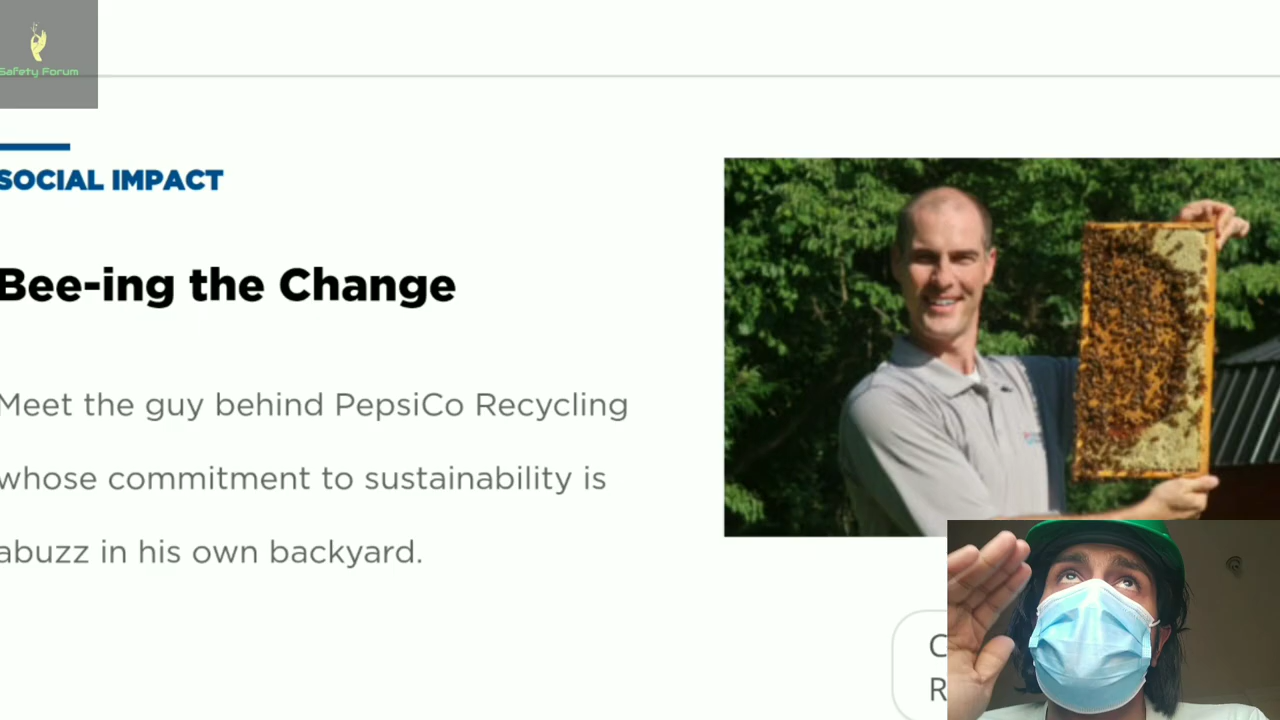 Safety Forum
SOCIAL IMPACT
Bee-ing the Change
Meet the guy behind PepsiCo Recycling
whose commitment to sustainability is
abuzz in his own backyard.
C
R